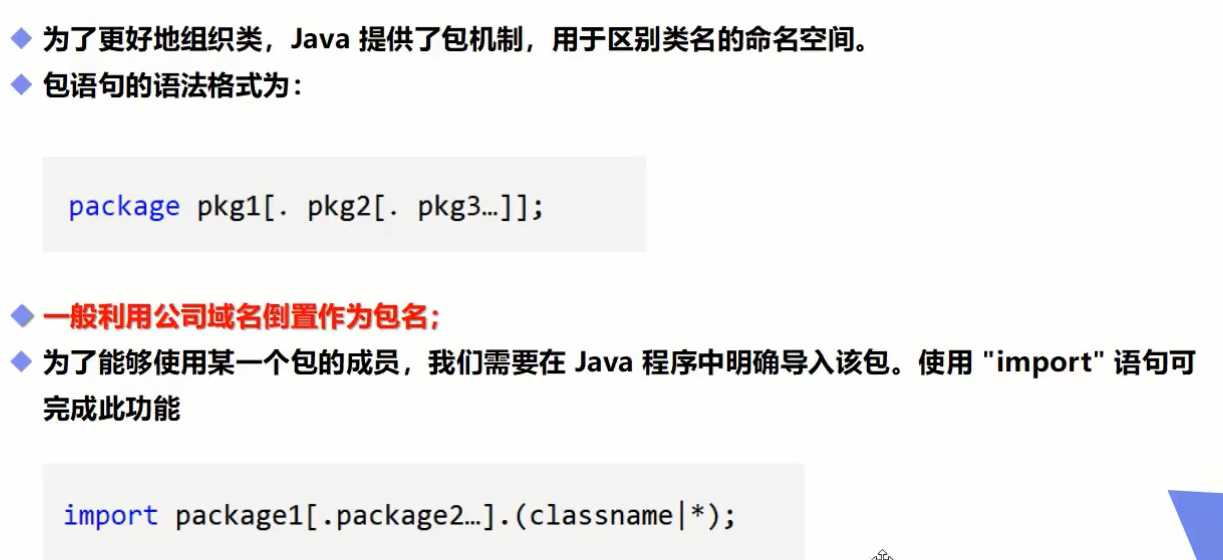 为了更好地组织类，Java 提供了包机制，用于区别类名的命名空间。
包语句的语法格式为：
package pkg1[. pkg2[. pkg3…]];
一般利用公司域名倒置作为包名；
为了能够使用某一个包的成员，我们需要在 Java 程序中明确导入该包。使用 "import" 语句可
完成此功能
import package1[.package2…].(classname|*);